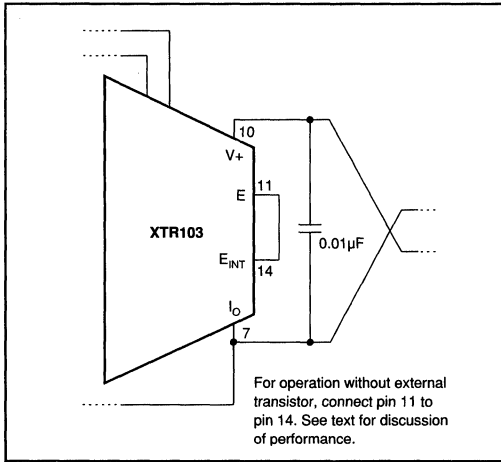 10
V+
11
E
XTR103
0.01µF
E_INT
14
I_O
7
For operation without external
transistor, connect pin 11 to
pin 14. See text for discussion
of performance.